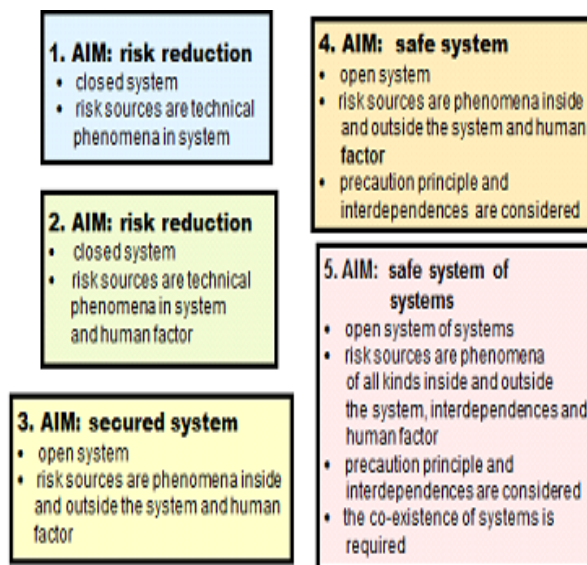 1. AIM: risk reduction
• closed system
• risk sources are technical
phenomena in system
2. AIM: risk reduction
• closed system
• risk sources are technical
phenomena in system
and human factor
3. AIM: secured system
• open system
• risk sources are phenomena inside
and outside the system and human
factor
4. AIM: safe system
• open system
• risk sources are phenomena inside
and outside the system and human
factor
• precaution principle and
interdependences are considered
5. AIM: safe system of
systems
• open system of systems
• risk sources are phenomena
of all kinds inside and outside
the system, interdependences and
human factor
• precaution principle and
interdependences are considered
• the co-existence of systems is
required